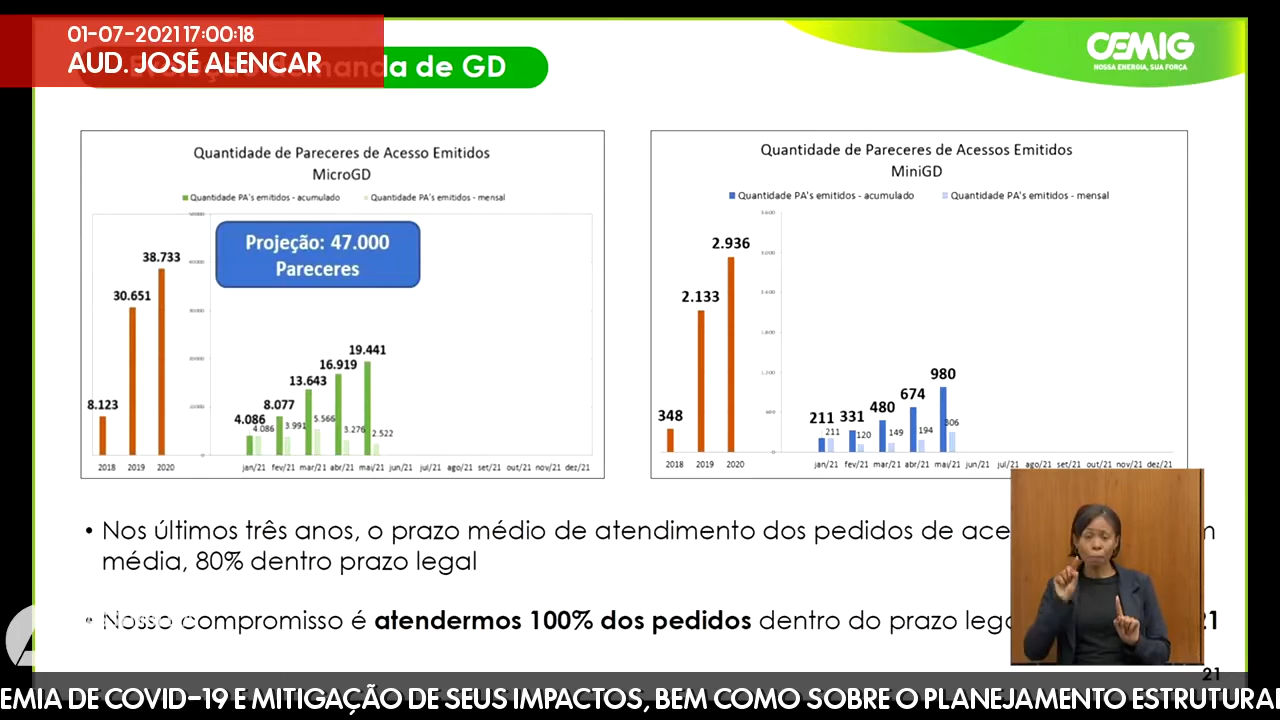 01-07-2021 17:00:18
AUD. JOSÉ ALENCAR
da de GD
CEMIG
NOSSA ENERGIA, SUA FORÇA
Quantidade de Pareceres de Acesso Emitidos
MicroGD
Quantidade PA's emitidos - acumulado Quantidade PA's emitidos - mensal
Projeção: 47.000
Pareceres
38.733
30.651
8.123
19.441
16.919
13.643
8.077
4.086
4.086 3.991 5.566 3.276 2.522
2018 2019 2020 jan/21 fev/21 mar/21 abr/21 mai/21 jun/21 jul/21 ago/21 set/21 out/21 nov/21 dez/21
Quantidade de Pareceres de Acessos Emitidos
MiniGD
Quantidade PA's emitidos - acumulado Quantidade PA's emitidos - mensal
2.936
2.133
348
980
674
480
211 331
211 120 149 194 306
2018 2019 2020 jan/21 fev/21 mar/21 abr/21 mai/21 jun/21 jul/21 ago/21 set/21 out/21 nov/21 dez/21
• Nos últimos três anos, o prazo médio de atendimento dos pedidos de
média, 80% dentro prazo legal
• Nosso compromisso é atendermos 100% dos pedidos dentro do prazo
21
EMIA DE COVID-19 E MITIGAÇÃO DE SEUS IMPACTOS, BEM COMO SOBRE O PLANEJAMENTO ESTRUTURA